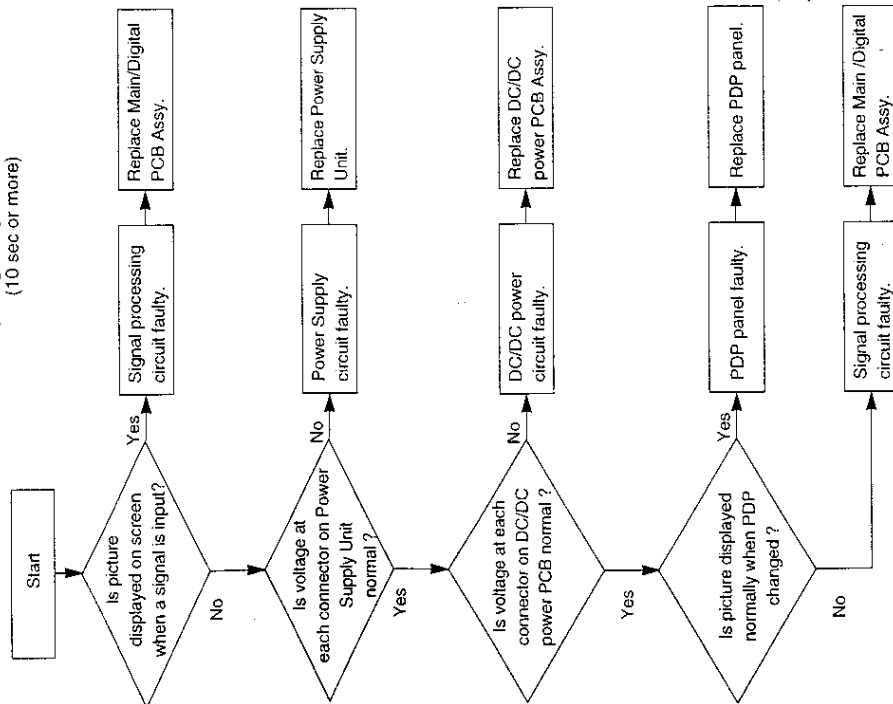 (10 sec or more)
Start
Is picture
displayed on screen
when a signal is input?
Yes
Signal processing
circuit faulty.
Replace Main/Digital
PCB Assy.
No
Is voltage at
each connector on Power
Supply Unit
normal ?
No
Power Supply
circuit faulty.
Replace Power Supply
Unit.
Yes
Is voltage at each
connector on DC/DC
power PCB normal ?
No
DC/DC power
circuit faulty.
Replace DC/DC
power PCB Assy.
Yes
Is picture displayed
normally when PDP
changed ?
Yes
PDP panel faulty.
Replace PDP panel.
No
Signal processing
circuit faulty.
Replace Main /Digital
PCB Assy.